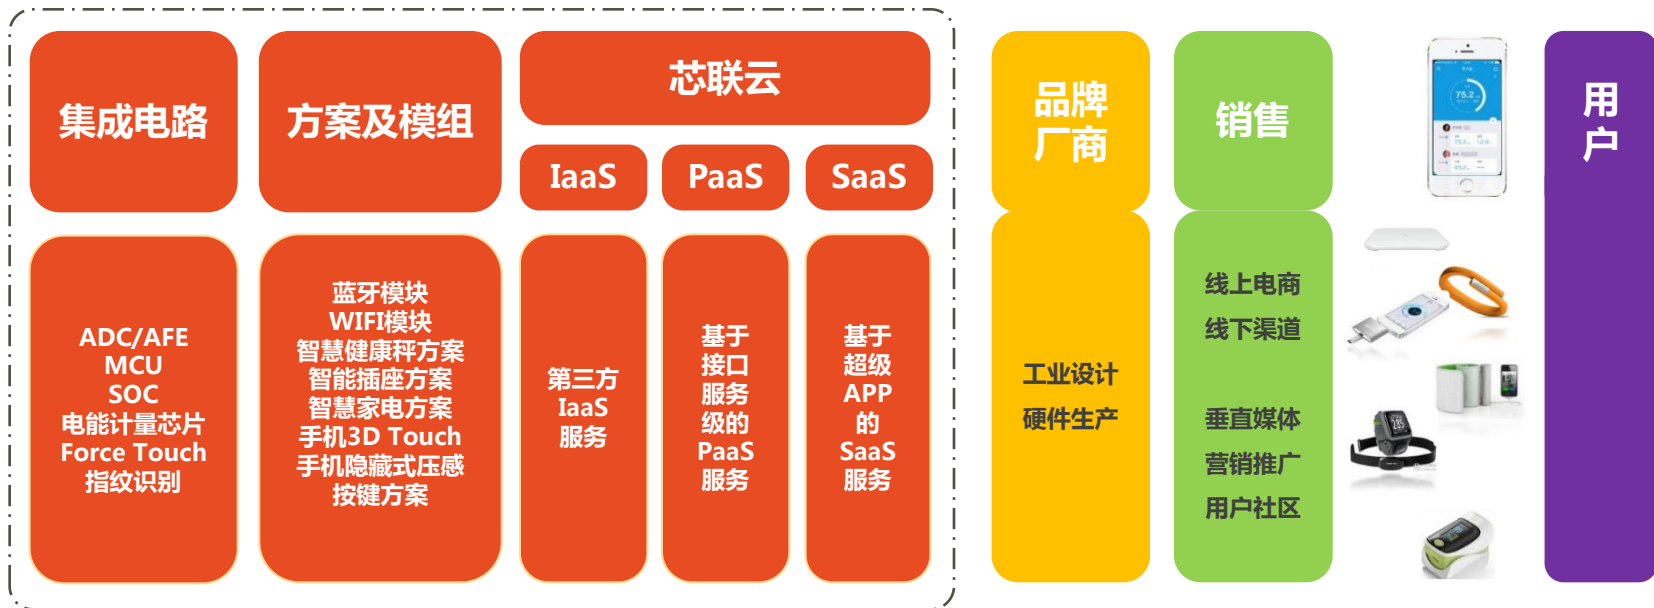 集成电路
ADC/AFE
MCU
SOC
电能计量芯片
Force Touch
指纹识别
方案及模组
蓝牙模块
WIFI模块
智慧健康秤方案
智能插座方案
智慧家电方案
手机3D Touch
手机隐藏式压感
按键方案
芯联云
IaaS
第三方
IaaS
服务
PaaS
基于
接口
服务
级的
PaaS
服务
SaaS
基于
超级
APP
的
SaaS
服务
品牌
厂商
工业设计
硬件生产
销售
线上电商
线下渠道
垂直媒体
营销推广
用户社区
75.2
用
户